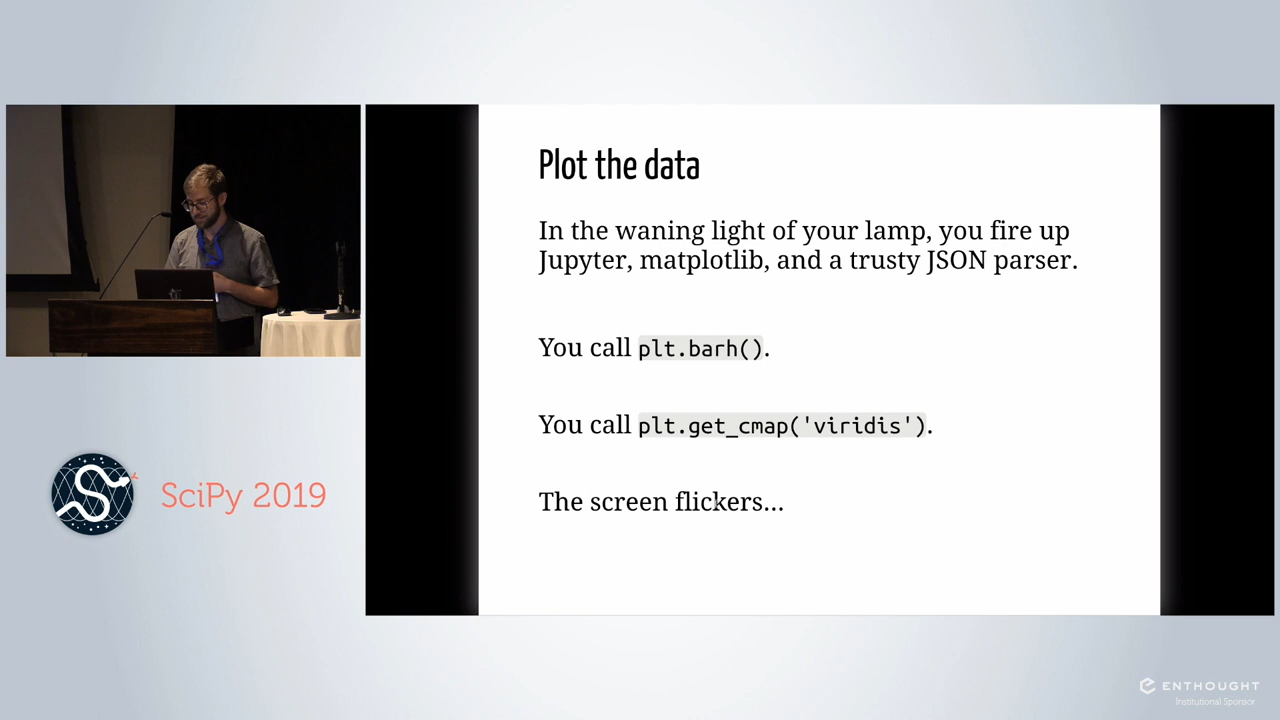 Plot the data
In the waning light of your lamp, you fire up
Jupyter, matplotlib, and a trusty JSON parser.
You call plt.barh().
You call plt.get_cmap('viridis').
The screen flickers…
SciPy 2019
ENTHOUGHT
Institutional Sponsor